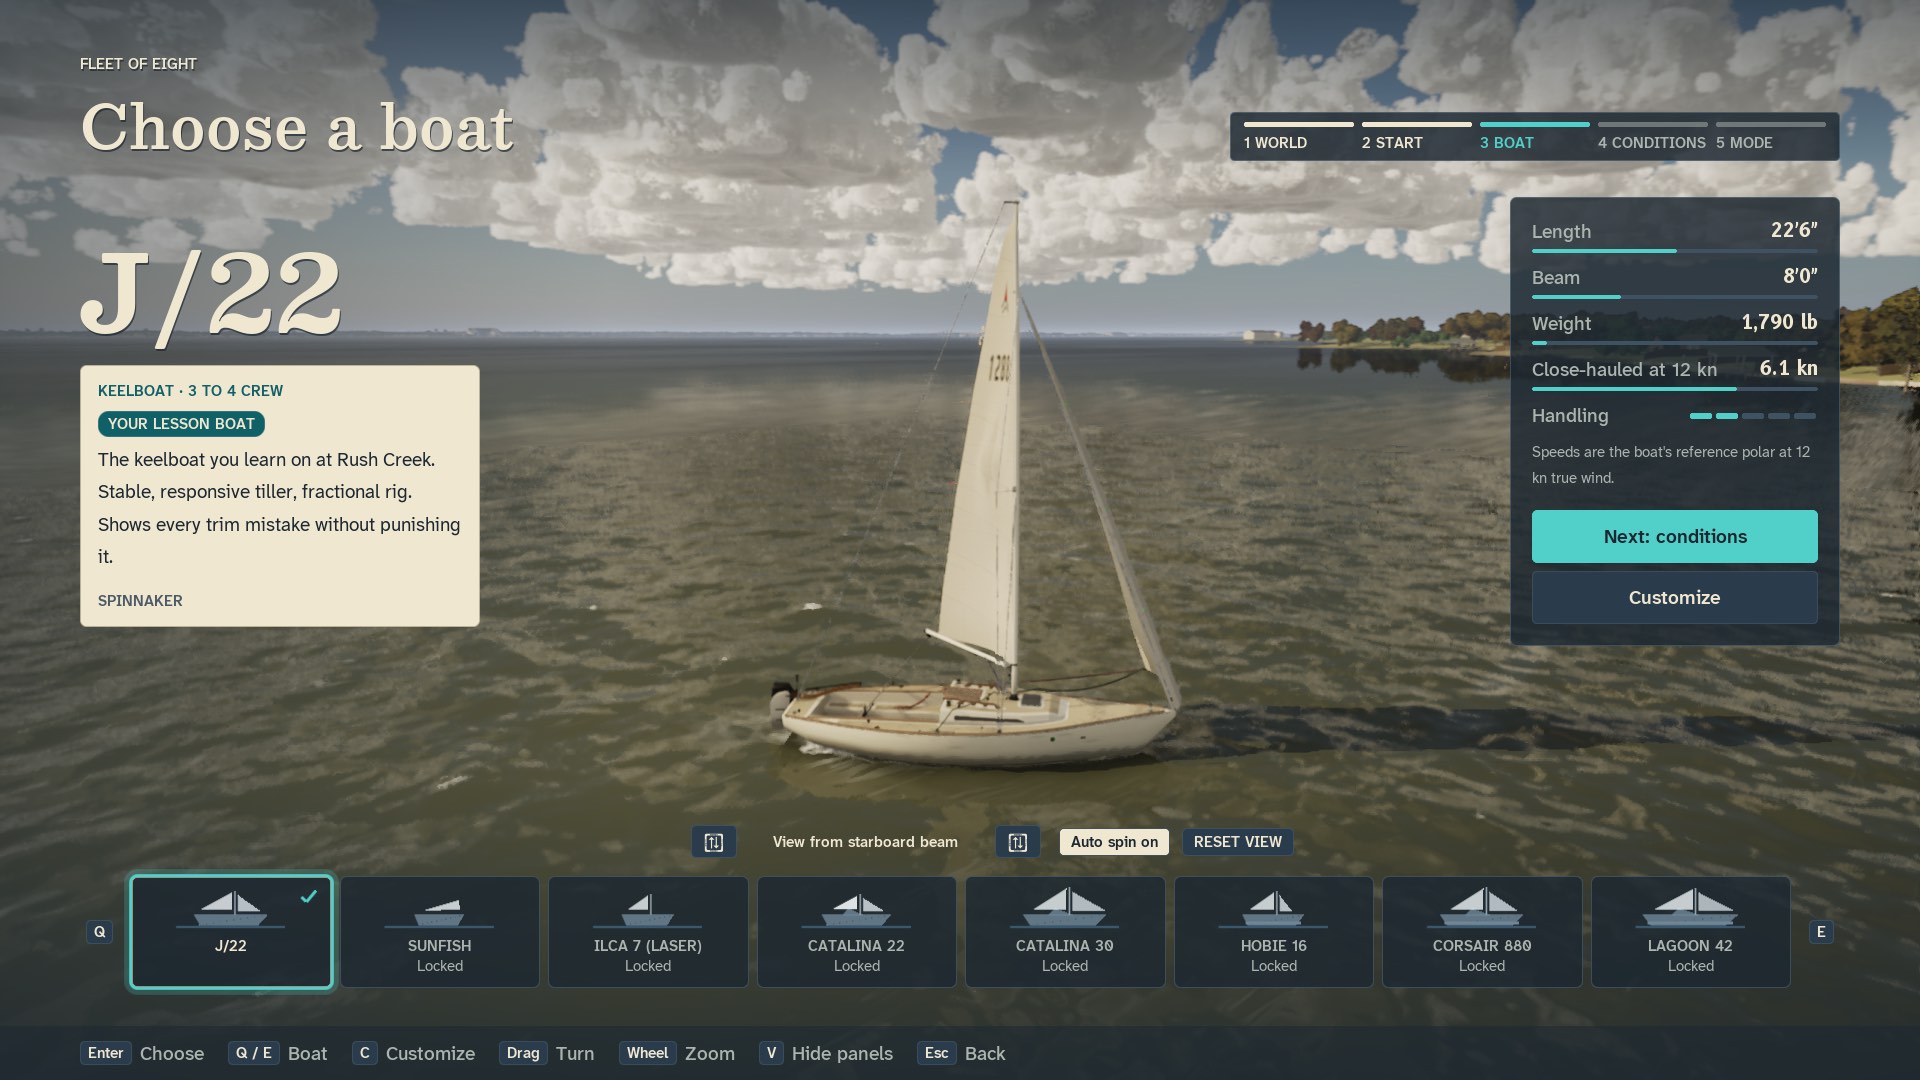 FLEET OF EIGHT
Choose a boat
1 WORLD 2 START 3 BOAT 4 CONDITIONS 5 MODE
J/22
KEELBOAT · 3 TO 4 CREW
YOUR LESSON BOAT
The keelboat you learn on at Rush Creek.
Stable, responsive tiller, fractional rig.
Shows every trim mistake without punishing
it.
SPINNAKER
Length 22'6"
Beam 8'0"
Weight 1,790 lb
Close-hauled at 12 kn 6.1 kn
Handling
Speeds are the boat's reference polar at 12
kn true wind.
Next: conditions
Customize
View from starboard beam
Auto spin on
RESET VIEW
Q
J/22
SUNFISH
Locked
ILCA 7 (LASER)
Locked
CATALINA 22
Locked
CATALINA 30
Locked
HOBIE 16
Locked
CORSAIR 880
Locked
LAGOON 42
Locked
E
Enter Choose Q / E Boat C Customize Drag Turn Wheel Zoom V Hide panels Esc Back